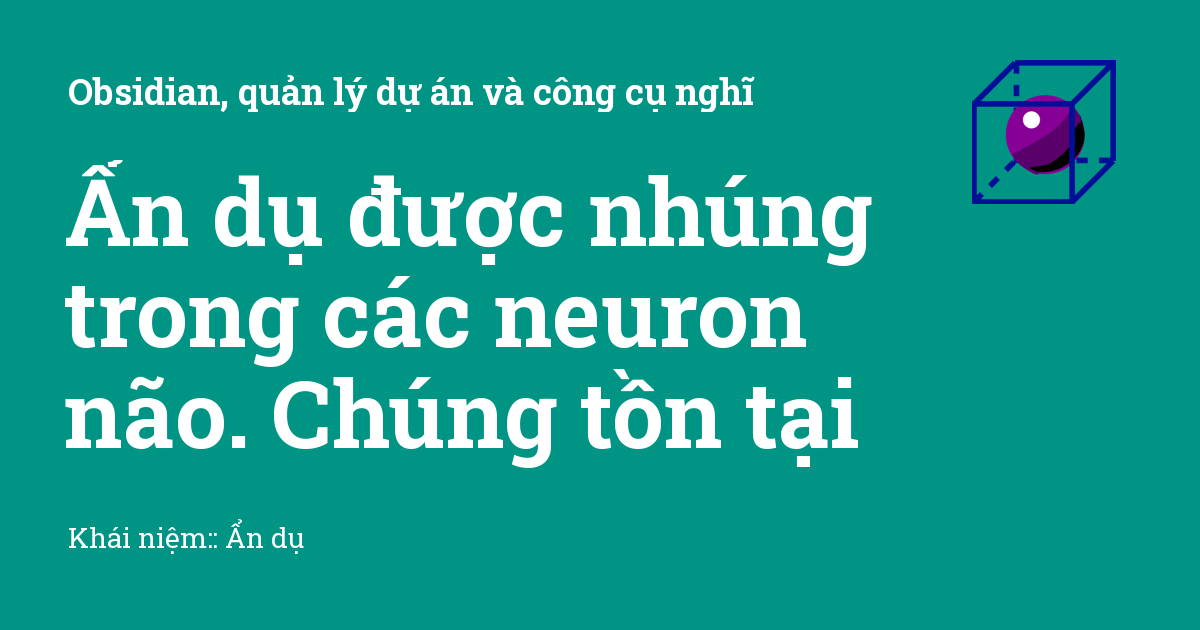 Obsidian, quản lý dự án và công cụ nghĩ
Ấn dụ được nhúng
trong các neuron
não. Chúng tồn tại
Khái niệm:: Ẩn dụ